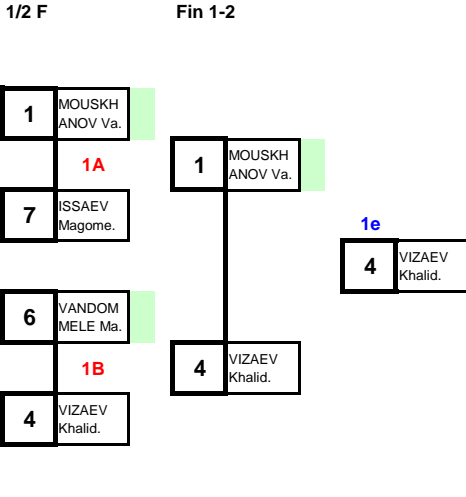 1/2 F
Fin 1-2
1
MOUSKH
ANOV Va.
1A
7
ISSAEV
Magome.
6
VANDOM
MELE Ma.
1B
4
VIZAEV
Khalid.
1
MOUSKH
ANOV Va.
4
VIZAEV
Khalid.
1e
4
VIZAEV
Khalid.